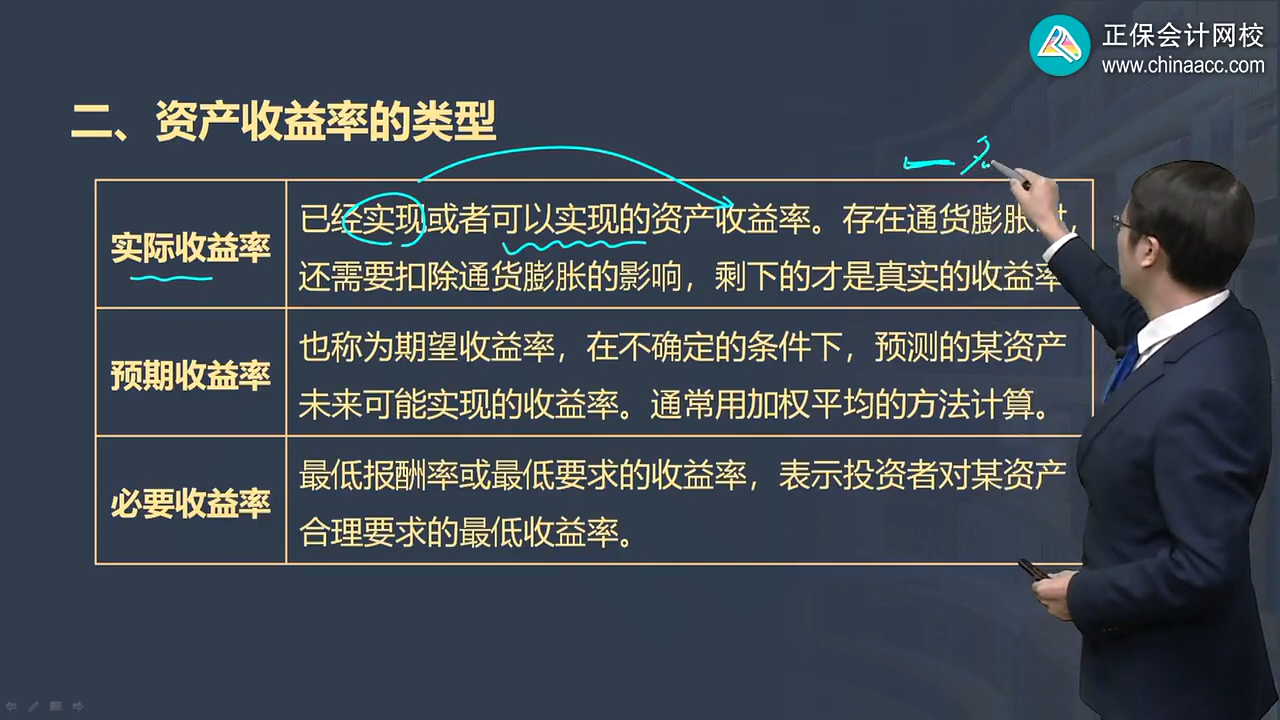 正保会计网校
www.chinaacc.com
二、资产收益率的类型
实际收益率
已经实现或者可以实现的资产收益率。存在通货膨胀时，
还需要扣除通货膨胀的影响，剩下的才是真实的收益率
预期收益率
也称为期望收益率，在不确定的条件下，预测的某资产
未来可能实现的收益率。通常用加权平均的方法计算。
必要收益率
最低报酬率或最低要求的收益率，表示投资者对某资产
合理要求的最低收益率。